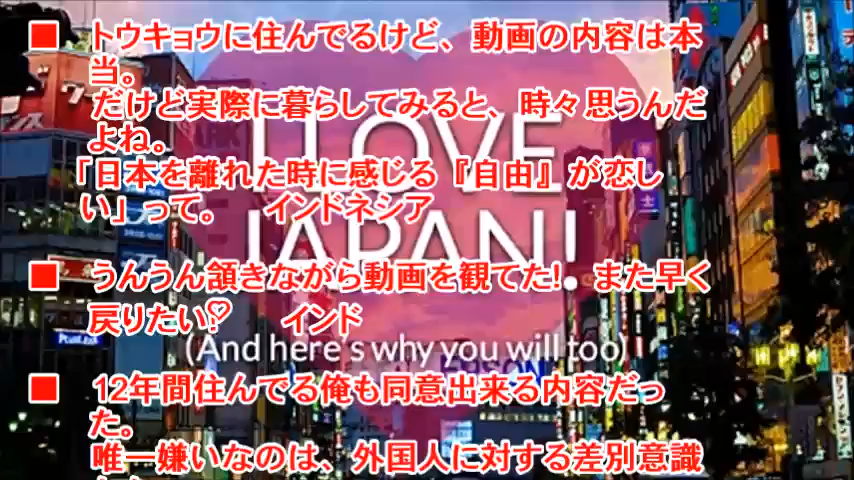 ■ トウキョウに住んでるけど、動画の内容は本
当。
だけど実際に暮らしてみると、時々思うんだ
よね。
「日本を離れた時に感じる『自由』が恋し
い」って。 インドネシア
I LOVE
JAPAN!
■ うんうん頷きながら動画を観てた! また早く
戻りたい♡ インド
(And here's why you will too)
■ 12年間住んでる俺も同意出来る内容だっ
た。
唯一嫌いなのは、外国人に対する差別意識